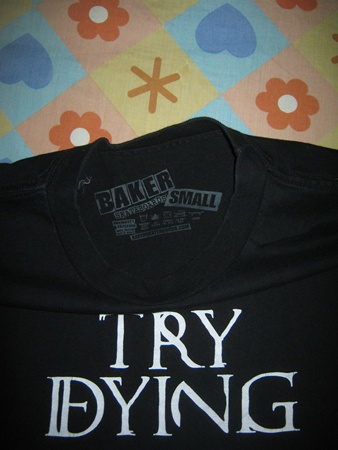 BAKER
SKATEBOARDS
SMALL
TRY
DYING